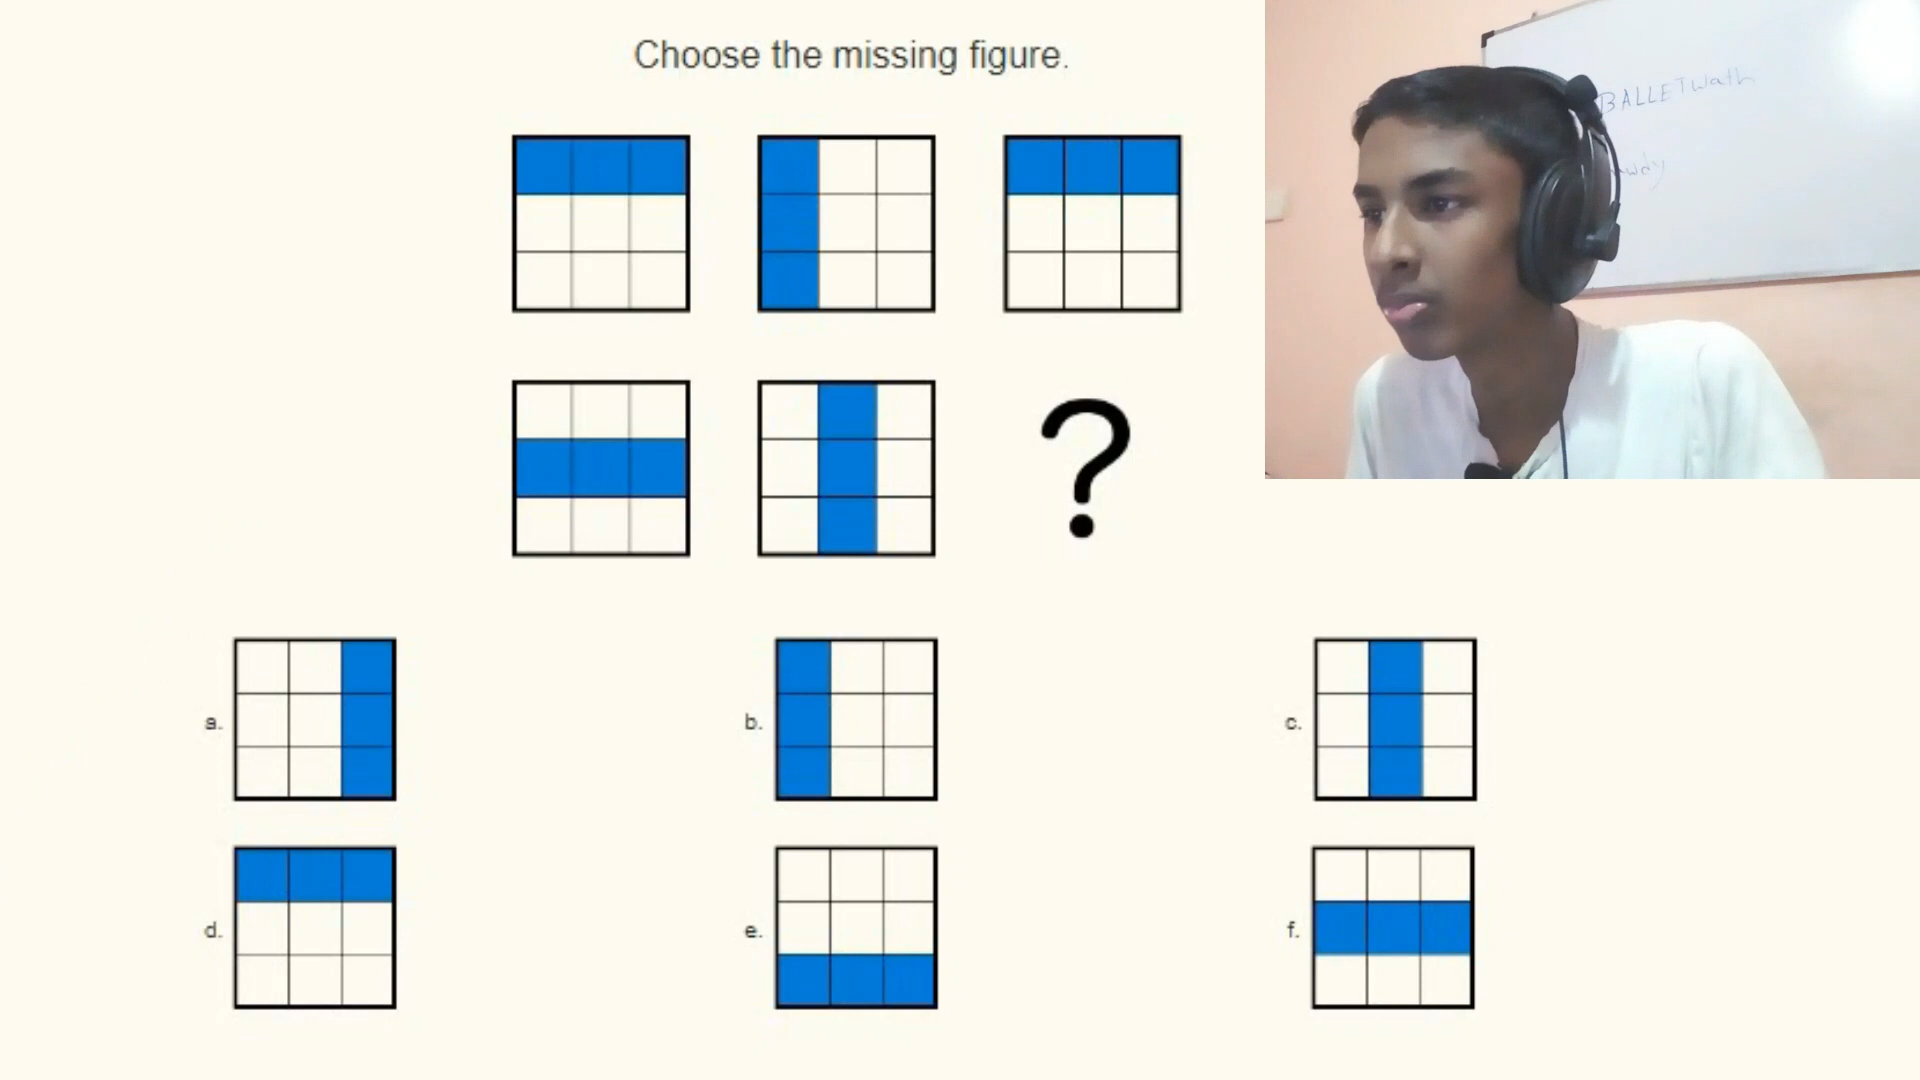 Choose the missing figure.
BALLETWath
?
a.
b.
c.
d.
e.
f.